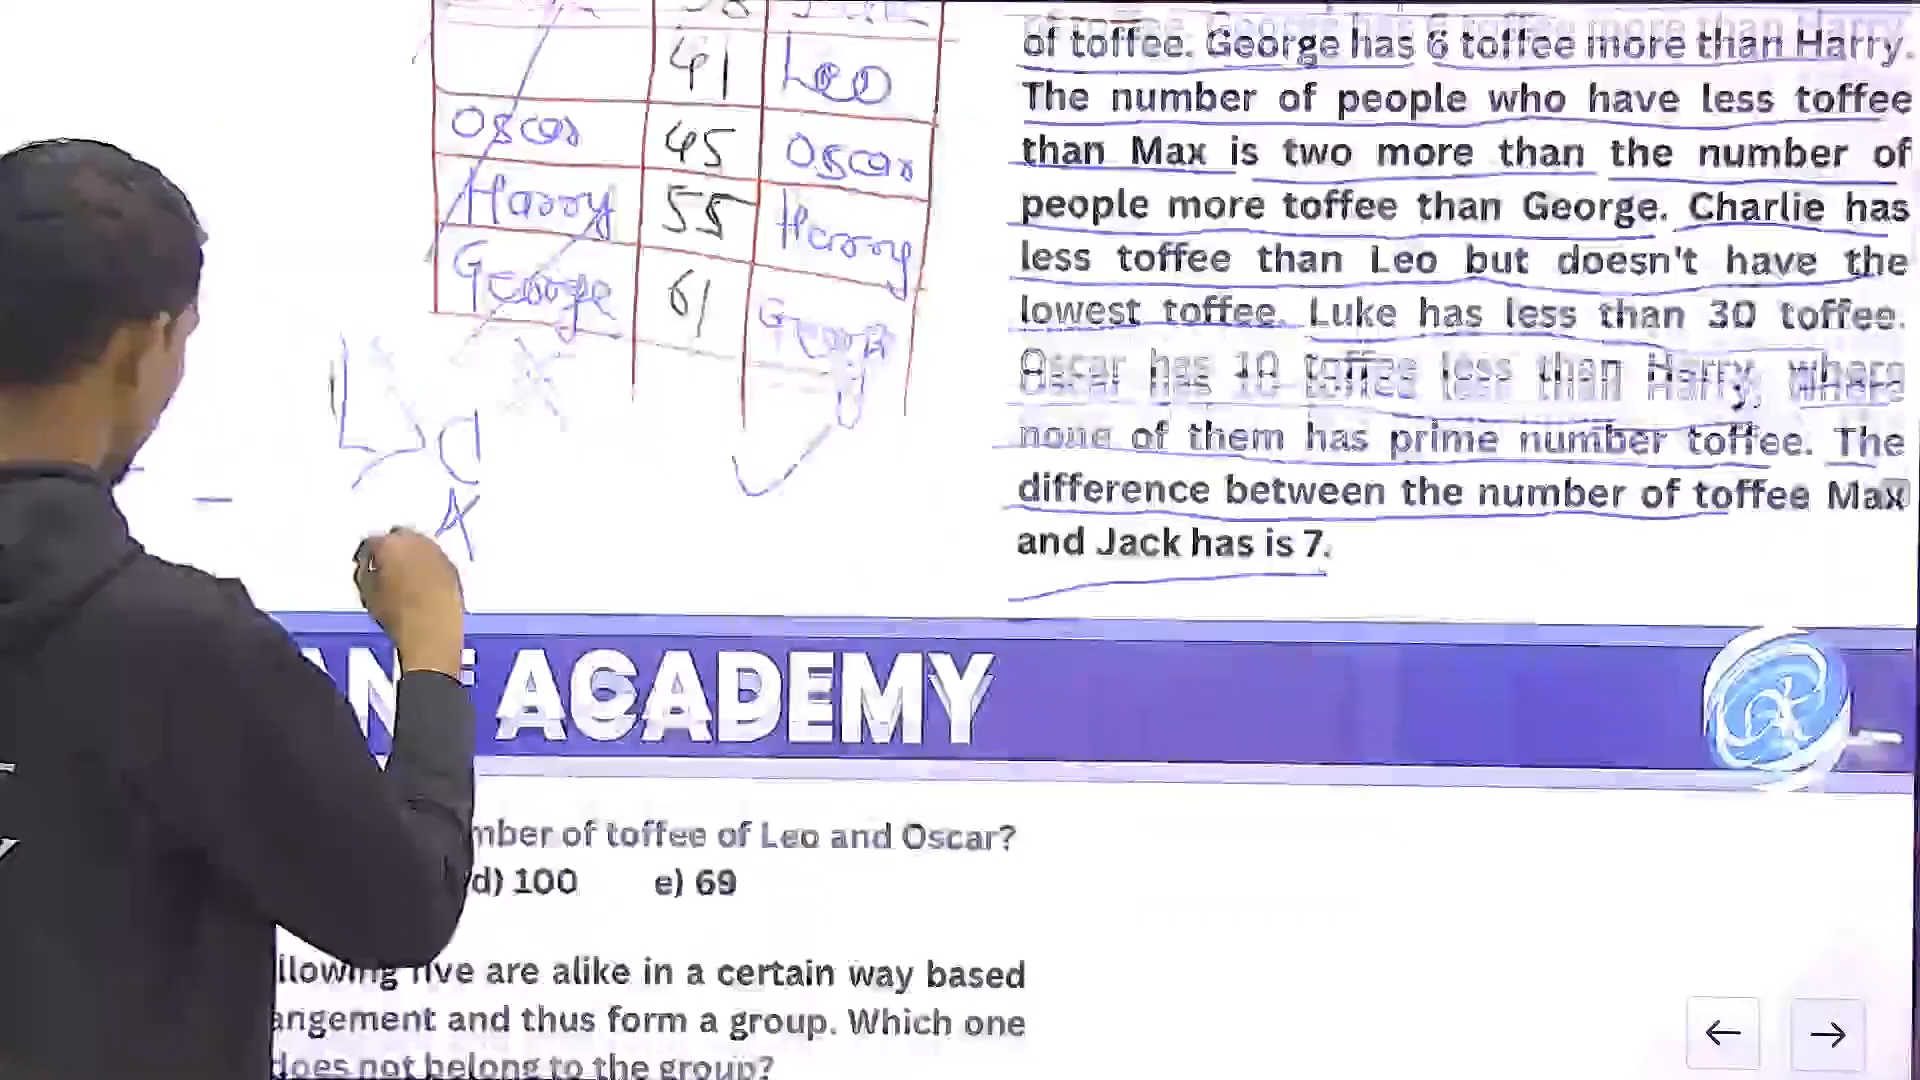 41 Leo
Oscar 45 Oscar
Harry 55 Harry
George 61
of toffee. George has 6 toffee more than Harry.
The number of people who have less toffee
than Max is two more than the number of
people more toffee than George. Charlie has
less toffee than Leo but doesn't have the
lowest toffee. Luke has less than 30 toffee.
Oscar has 10 toffee less than Harry, where
none of them has prime number toffee. The
difference between the number of toffee Max
and Jack has is 7.
ACADEMY
mber of toffee of Leo and Oscar?
d) 100 e) 69
llowing five are alike in a certain way based
angement and thus form a group. Which one
does not belong to the group?